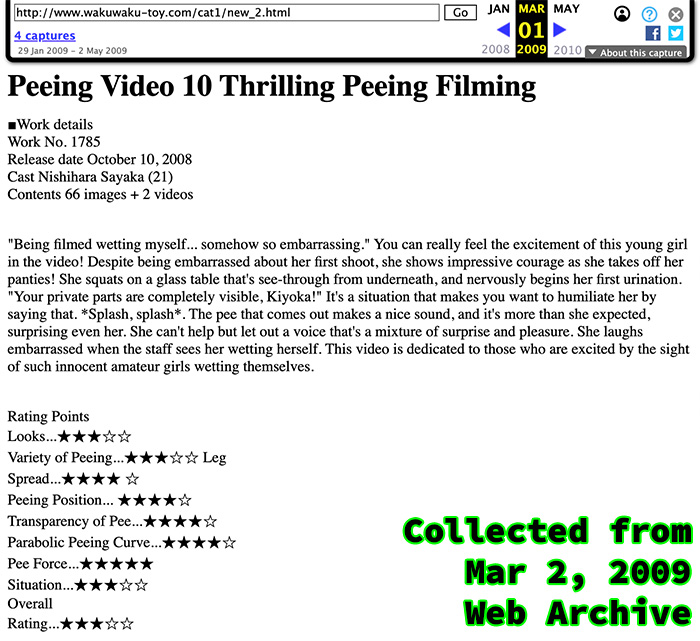 http://www.wakuwaku-toy.com/cat1/new_2.html Go JAN MAR MAY
4 captures 01
29 Jan 2009 – 2 May 2009 2008 2009 2010 ▼ About this capture
Peeing Video 10 Thrilling Peeing Filming
■Work details
Work No. 1785
Release date October 10, 2008
Cast Nishihara Sayaka (21)
Contents 66 images + 2 videos
"Being filmed wetting myself... somehow so embarrassing." You can really feel the excitement of this young girl
in the video! Despite being embarrassed about her first shoot, she shows impressive courage as she takes off her
panties! She squats on a glass table that's see-through from underneath, and nervously begins her first urination.
"Your private parts are completely visible, Kiyoka!" It's a situation that makes you want to humiliate her by
saying that. *Splash, splash*. The pee that comes out makes a nice sound, and it's more than she expected,
surprising even her. She can't help but let out a voice that's a mixture of surprise and pleasure. She laughs
embarrassed when the staff sees her wetting herself. This video is dedicated to those who are excited by the sight
of such innocent amateur girls wetting themselves.
Rating Points
Looks...★★★☆☆
Variety of Peeing...★★★☆☆ Leg
Spread...★★★★ ☆
Peeing Position... ★★★★☆
Transparency of Pee...★★★★☆
Parabolic Peeing Curve...★★★★☆
Pee Force...★★★★★
Situation...★★★☆☆
Overall
Rating...★★★☆☆
Collected from
Mar 2, 2009
Web Archive